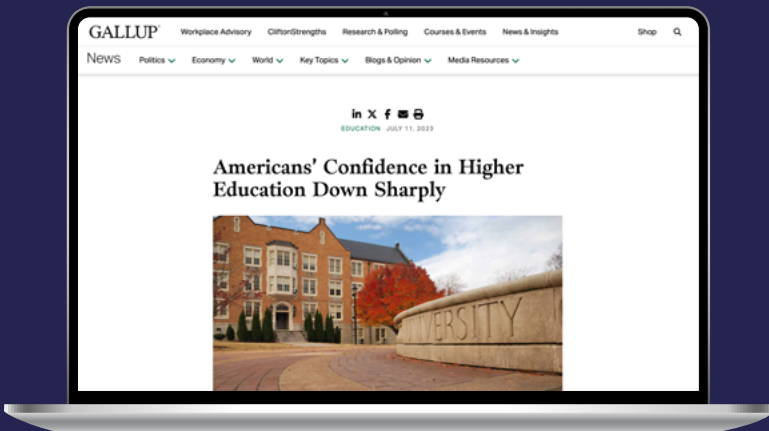 GALLUP® Workplace Advisory CliftonStrengths Research & Polling Courses & Events News & Insights Shop
News Politics Economy World Key Topics Blogs & Opinion Media Resources
EDUCATION JULY 11, 2023
Americans' Confidence in Higher
Education Down Sharply
VERSITY